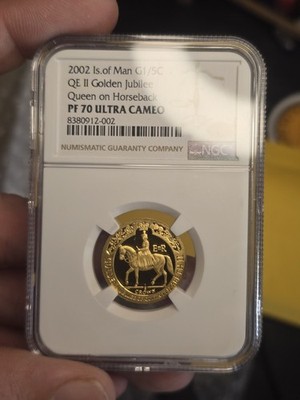 2002 Is.of Man G1/5C
QE II Golden Jubilee
Queen on Horseback
PF 70 ULTRA CAMEO
8380912-002
NUMISMATIC GUARANTY COMPANY
NGC
E R